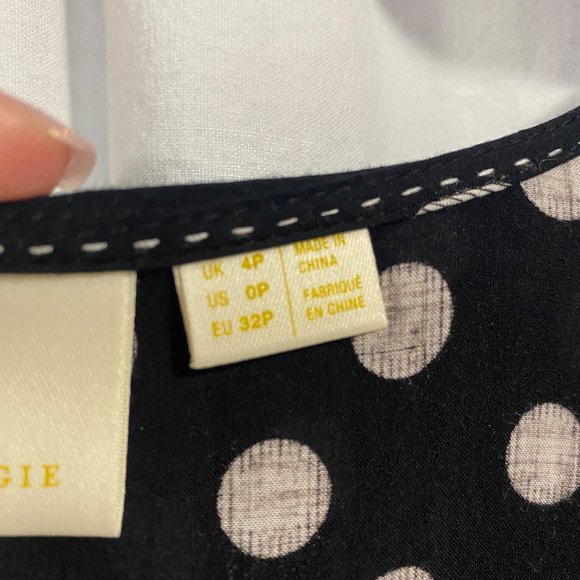 UK 4P
US 0P
EU 32P
MADE IN
CHINA
FABRIQUÉ
EN CHINE
GIE